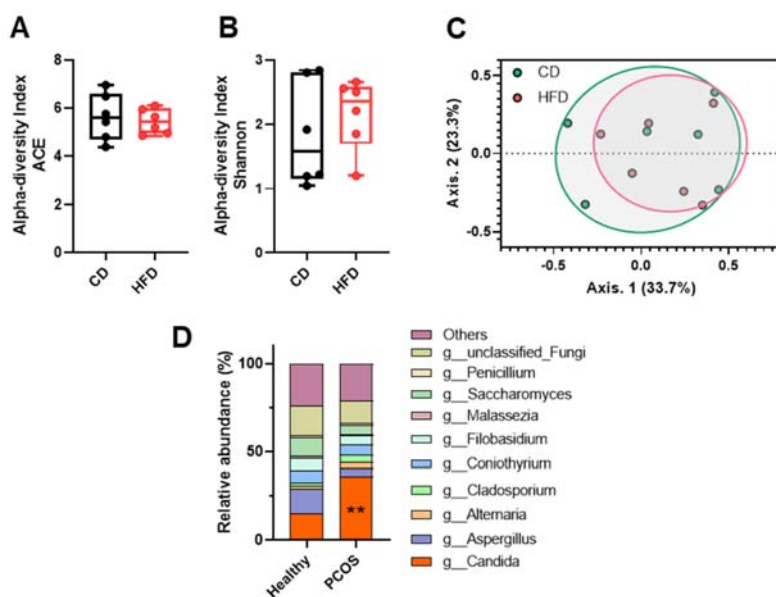 A
Alpha-diversity Index
ACE
8
6
4
2
0
CD
HFD
B
Alpha-diversity Index
Shannon
3
2
1
0
CD
HFD
C
CD
HFD
Axis. 2 (23.3%)
0.5
0.0
-0.5
-0.5
0.0
0.5
Axis. 1 (33.7%)
D
Relative abundance (%)
100
50
0
**
Healthy
PCOS
Others
g__unclassified_Fungi
g__Penicillium
g__Saccharomyces
g__Malassezia
g__Filobasidium
g__Coniothyrium
g__Cladosporium
g__Alternaria
g__Aspergillus
g__Candida